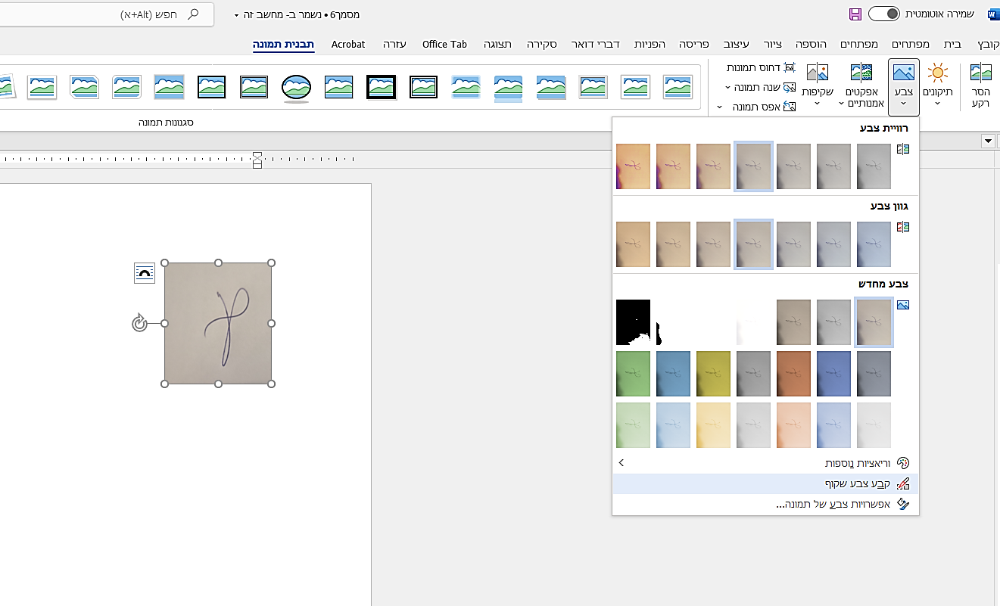 שמירה אוטומטית
מסמך6 • נשמר ב- מחשב זה
חפש (Alt+א)
קובץ בית מפתחים מפתחים הוספה ציור עיצוב פריסה הפניות דברי דואר סקירה תצוגה Office Tab עזרה Acrobat תבנית תמונה
הסר רקע
תיקונים
צבע
אפקטים אמנותיים
שקיפות
דחוס תמונות
שנה תמונה
אפס תמונה
סגנונות תמונה
רוויית צבע
גוון צבע
צבע מחדש
וריאציות נוספות
קבע צבע שקוף
אפשרויות צבע של תמונה...